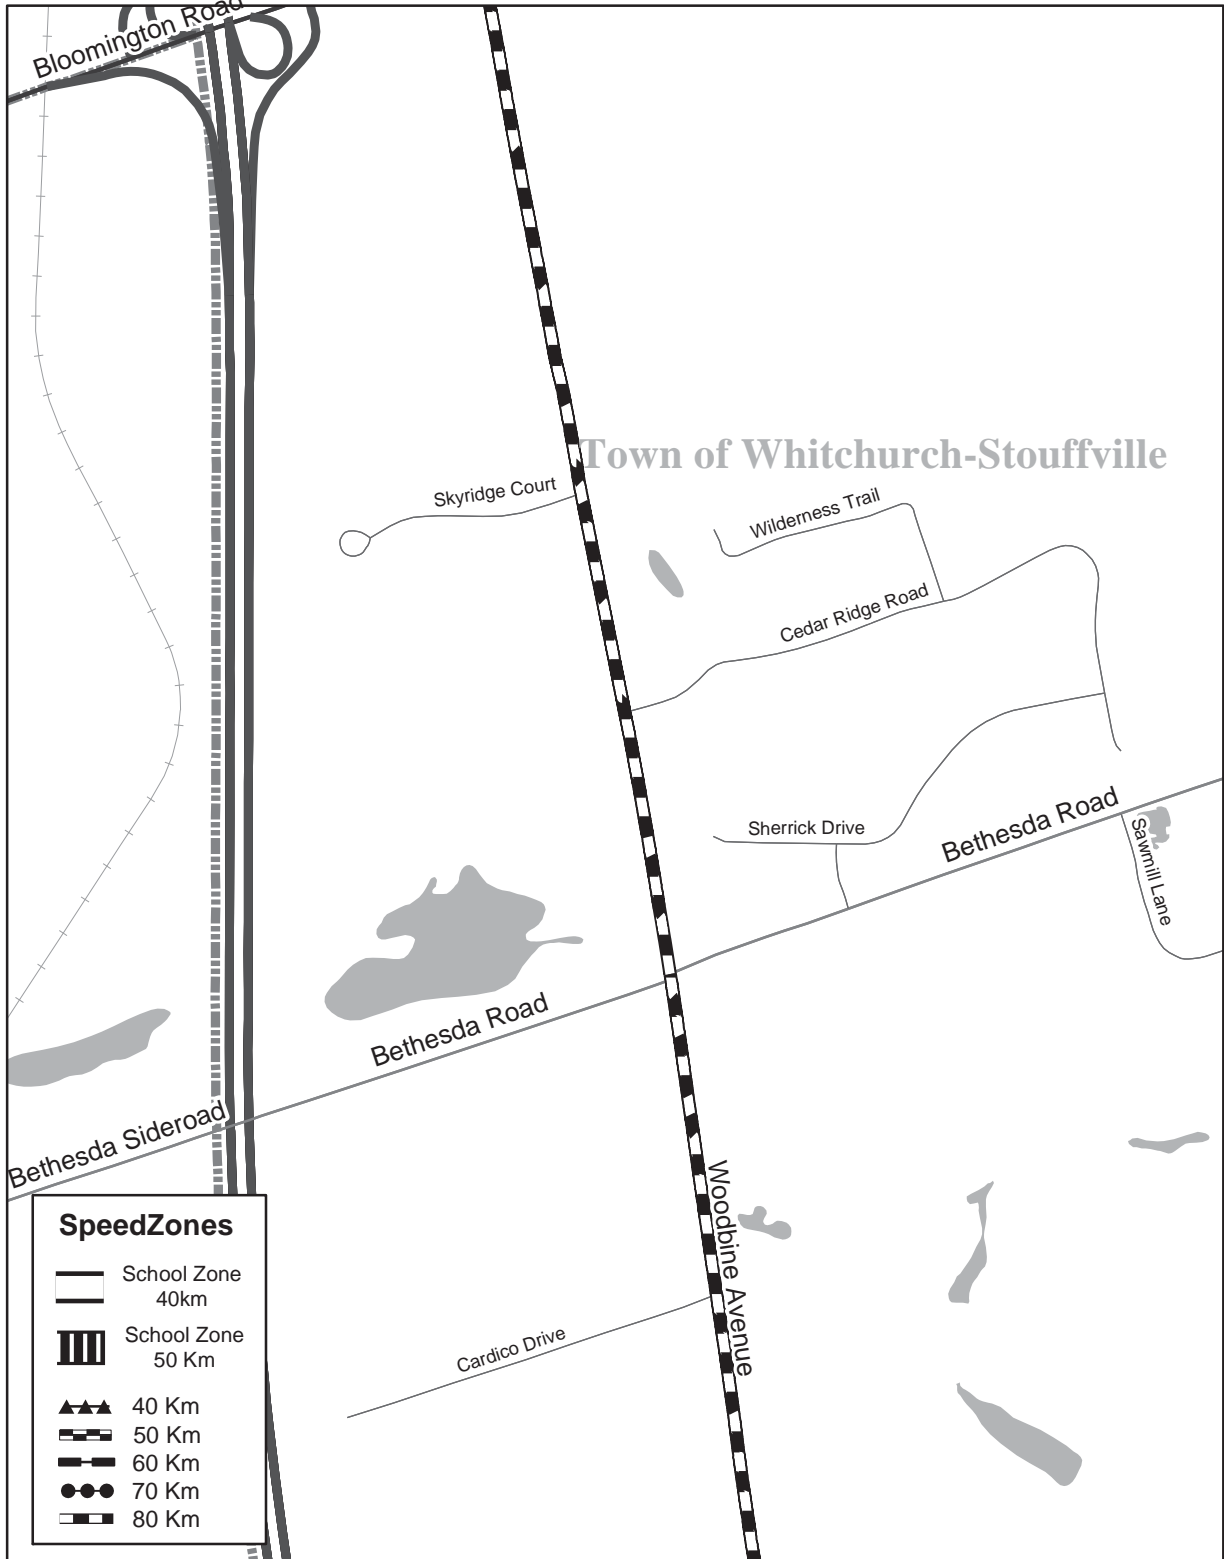 Bloomington Road
Town of Whitchurch-Stouffville
Skyridge Court
Wilderness Trail
Cedar Ridge Road
Sherrick Drive
Bethesda Road
Sawmill Lane
Bethesda Road
Bethesda Sideroad
Woodbine Avenue
Cardico Drive
SpeedZones
School Zone
40km
School Zone
50 Km
40 Km
50 Km
60 Km
70 Km
80 Km